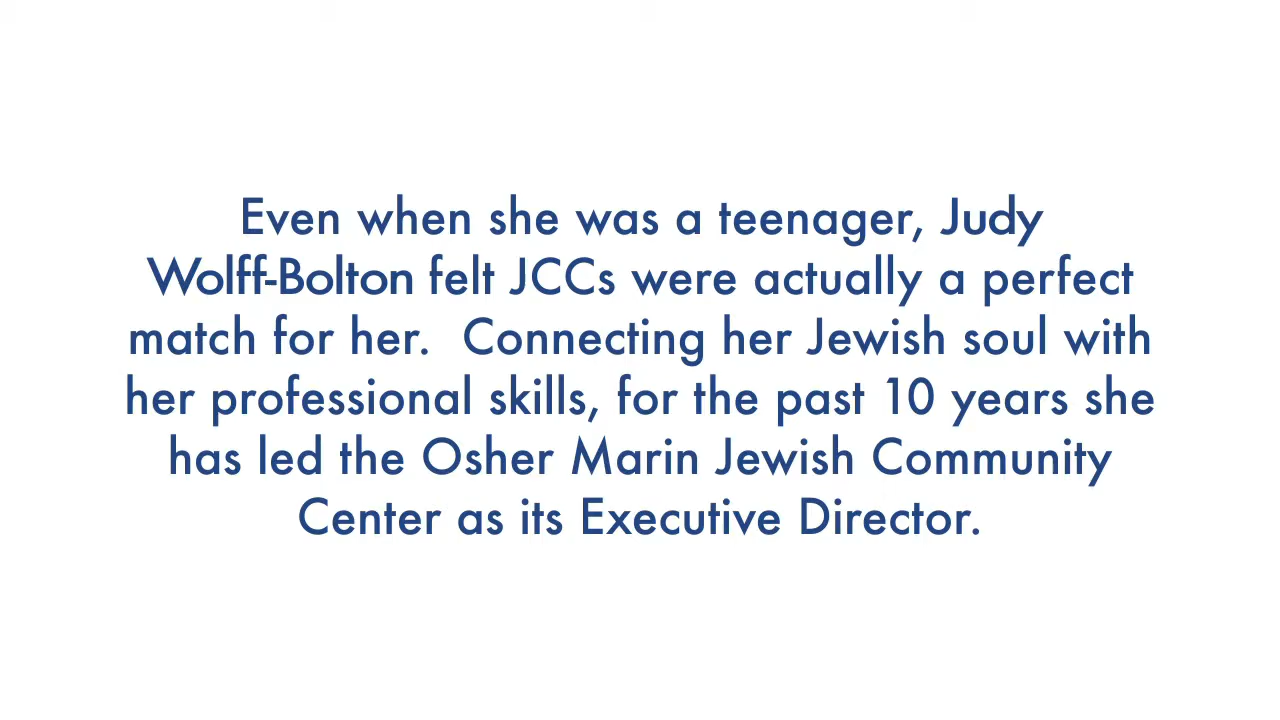 Even when she was a teenager, Judy
Wolff-Bolton felt JCCs were actually a perfect
match for her.  Connecting her Jewish soul with
her professional skills, for the past 10 years she
has led the Osher Marin Jewish Community
Center as its Executive Director.